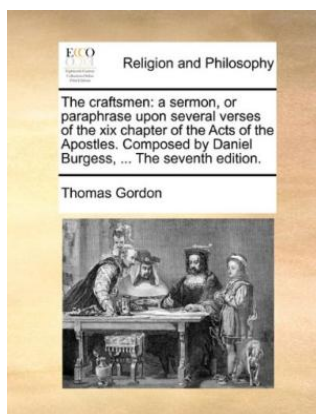 ECCO
Religion and Philosophy
The craftsmen: a sermon, or
paraphrase upon several verses
of the xix chapter of the Acts of the
Apostles. Composed by Daniel
Burgess, ... The seventh edition.
Thomas Gordon